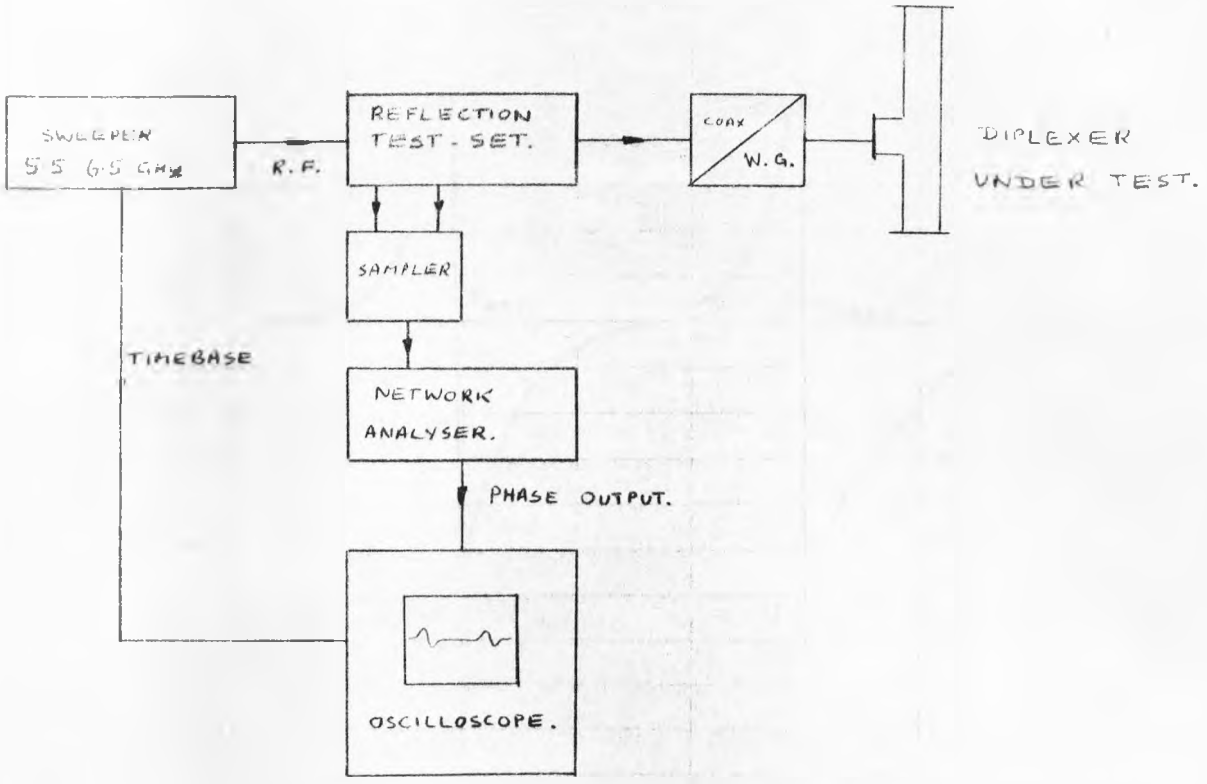 SWEEPER
5.5 6.5 GHz
R.F.
REFLECTION
TEST-SET.
COAX
W.G.
DIPLEXER
UNDER TEST.
SAMPLER
TIMEBASE
NETWORK
ANALYSER.
PHASE OUTPUT.
OSCILLOSCOPE.